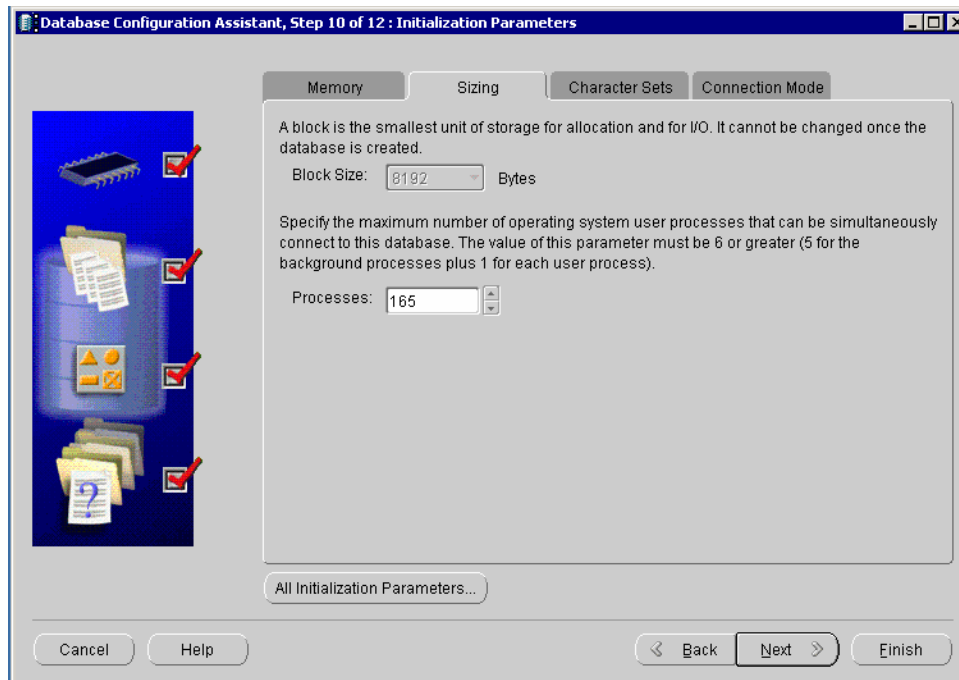 Database Configuration Assistant, Step 10 of 12 : Initialization Parameters
Memory
Sizing
Character Sets
Connection Mode
A block is the smallest unit of storage for allocation and for I/O. It cannot be changed once the
database is created.
Block Size: 8192 Bytes
Specify the maximum number of operating system user processes that can be simultaneously
connect to this database. The value of this parameter must be 6 or greater (5 for the
background processes plus 1 for each user process).
Processes: 165
?
All Initialization Parameters...
Cancel
Help
Back
Next
Finish